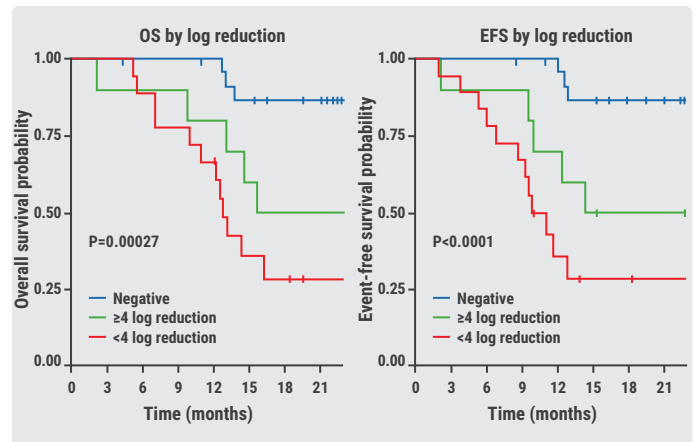 OS by log reduction
Overall survival probability
1.00
0.75
0.50
0.25
0.00
P=0.00027
Negative
≥4 log reduction
<4 log reduction
0 3 6 9 12 15 18 21
Time (months)
EFS by log reduction
Event-free survival probability
1.00
0.75
0.50
0.25
0.00
P<0.0001
Negative
≥4 log reduction
<4 log reduction
0 3 6 9 12 15 18 21
Time (months)